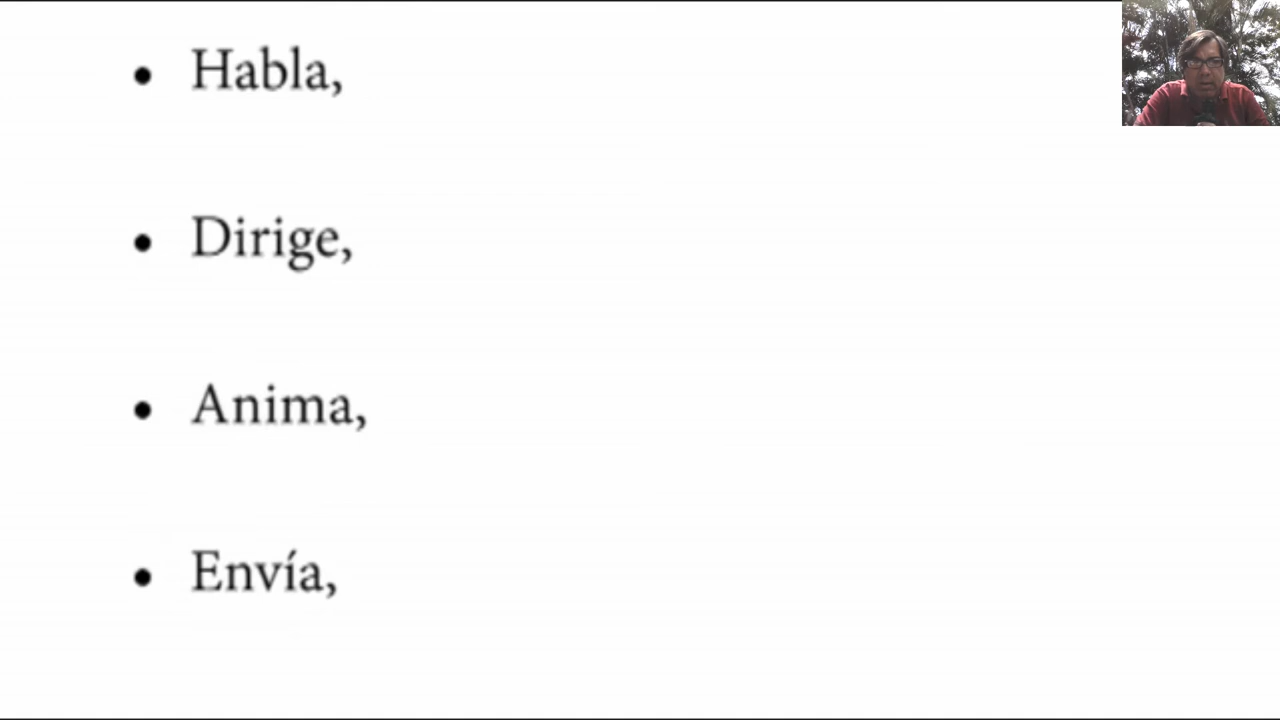 • Habla,
• Dirige,
• Anima,
• Envía,